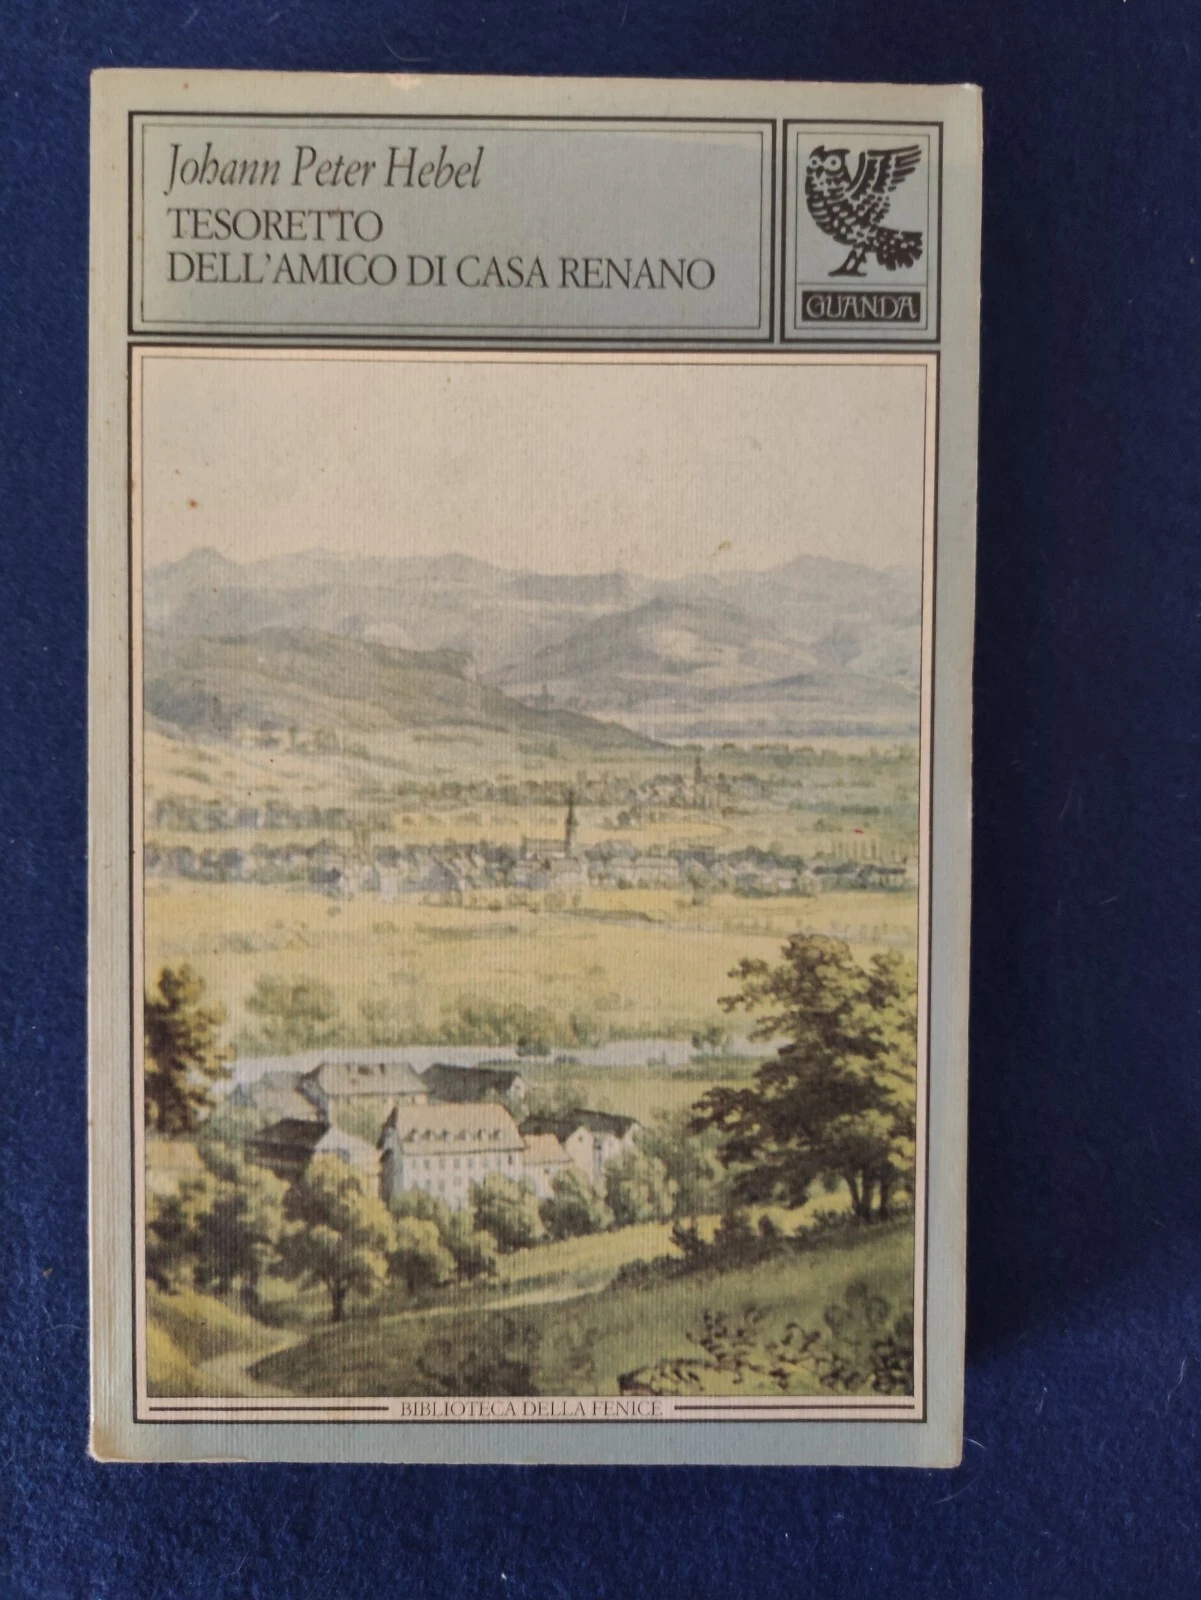 Johann Peter Hebel
TESORETTO
DELL'AMICO DI CASA RENANO
GUANDA
BIBLIOTECA DELLA FENICE